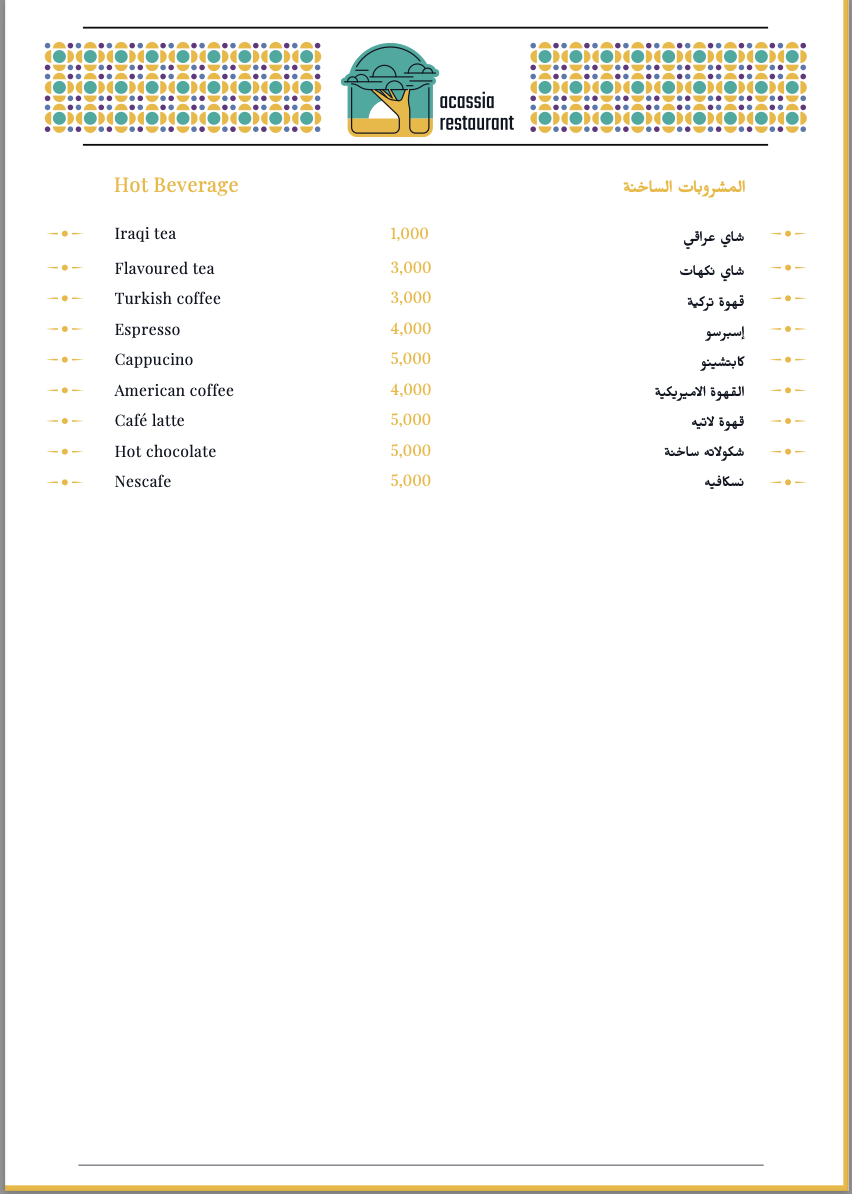 acassia
restaurant
Hot Beverage المشروبات الساخنة
Iraqi tea 1,000 شاي عراقي
Flavoured tea 3,000 شاي نكهات
Turkish coffee 3,000 قهوة تركية
Espresso 4,000 إسبرسو
Cappucino 5,000 كابتشينو
American coffee 4,000 القهوة الاميريكية
Café latte 5,000 قهوة لاتيه
Hot chocolate 5,000 شكولاته ساخنة
Nescafe 5,000 نسكافيه